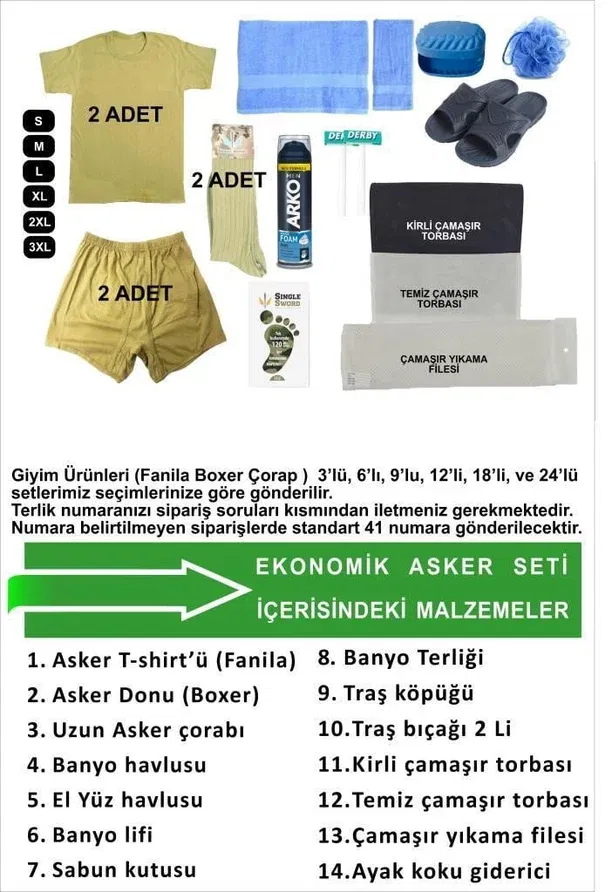 2 ADET
S
M
L
XL
2XL
3XL
2 ADET
2 ADET
ARKO
MEN
FOAM
DE
DERBY
SINGLE
SWORD
120
KİRLİ ÇAMAŞIR
TORBASI
TEMİZ ÇAMAŞIR
TORBASI
ÇAMAŞIR YIKAMA
FİLESİ
Giyim Ürünleri (Fanila Boxer Çorap ) 3'lü, 6'lı, 9'lu, 12'li, 18'li, ve 24'lü
setlerimiz seçimlerinize göre gönderilir.
Terlik numaranızı sipariş soruları kısmından iletmeniz gerekmektedir.
Numara belirtilmeyen siparişlerde standart 41 numara gönderilecektir.
EKONOMİK ASKER SETİ
İÇERİSİNDEKİ MALZEMELER
1. Asker T-shirt'ü (Fanila)
2. Asker Donu (Boxer)
3. Uzun Asker çorabı
4. Banyo havlusu
5. El Yüz havlusu
6. Banyo lifi
7. Sabun kutusu
8. Banyo Terliği
9. Traş köpüğü
10.Traş bıçağı 2 Li
11.Kirli çamaşır torbası
12.Temiz çamaşır torbası
13.Çamaşır yıkama filesi
14.Ayak koku giderici